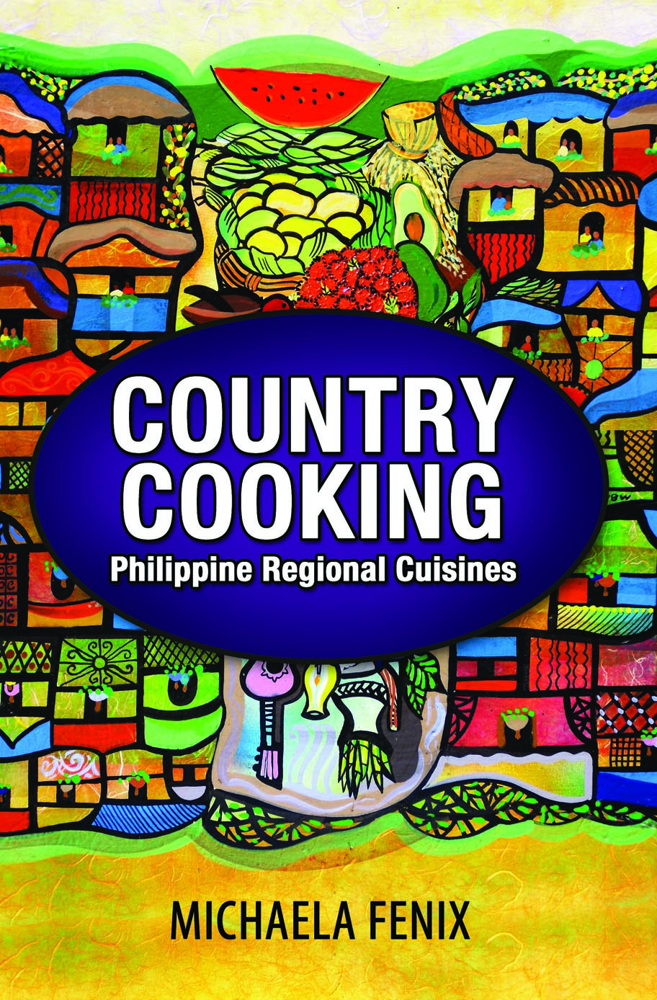 COUNTRY
COOKING
Philippine Regional Cuisines
MICHAELA FENIX